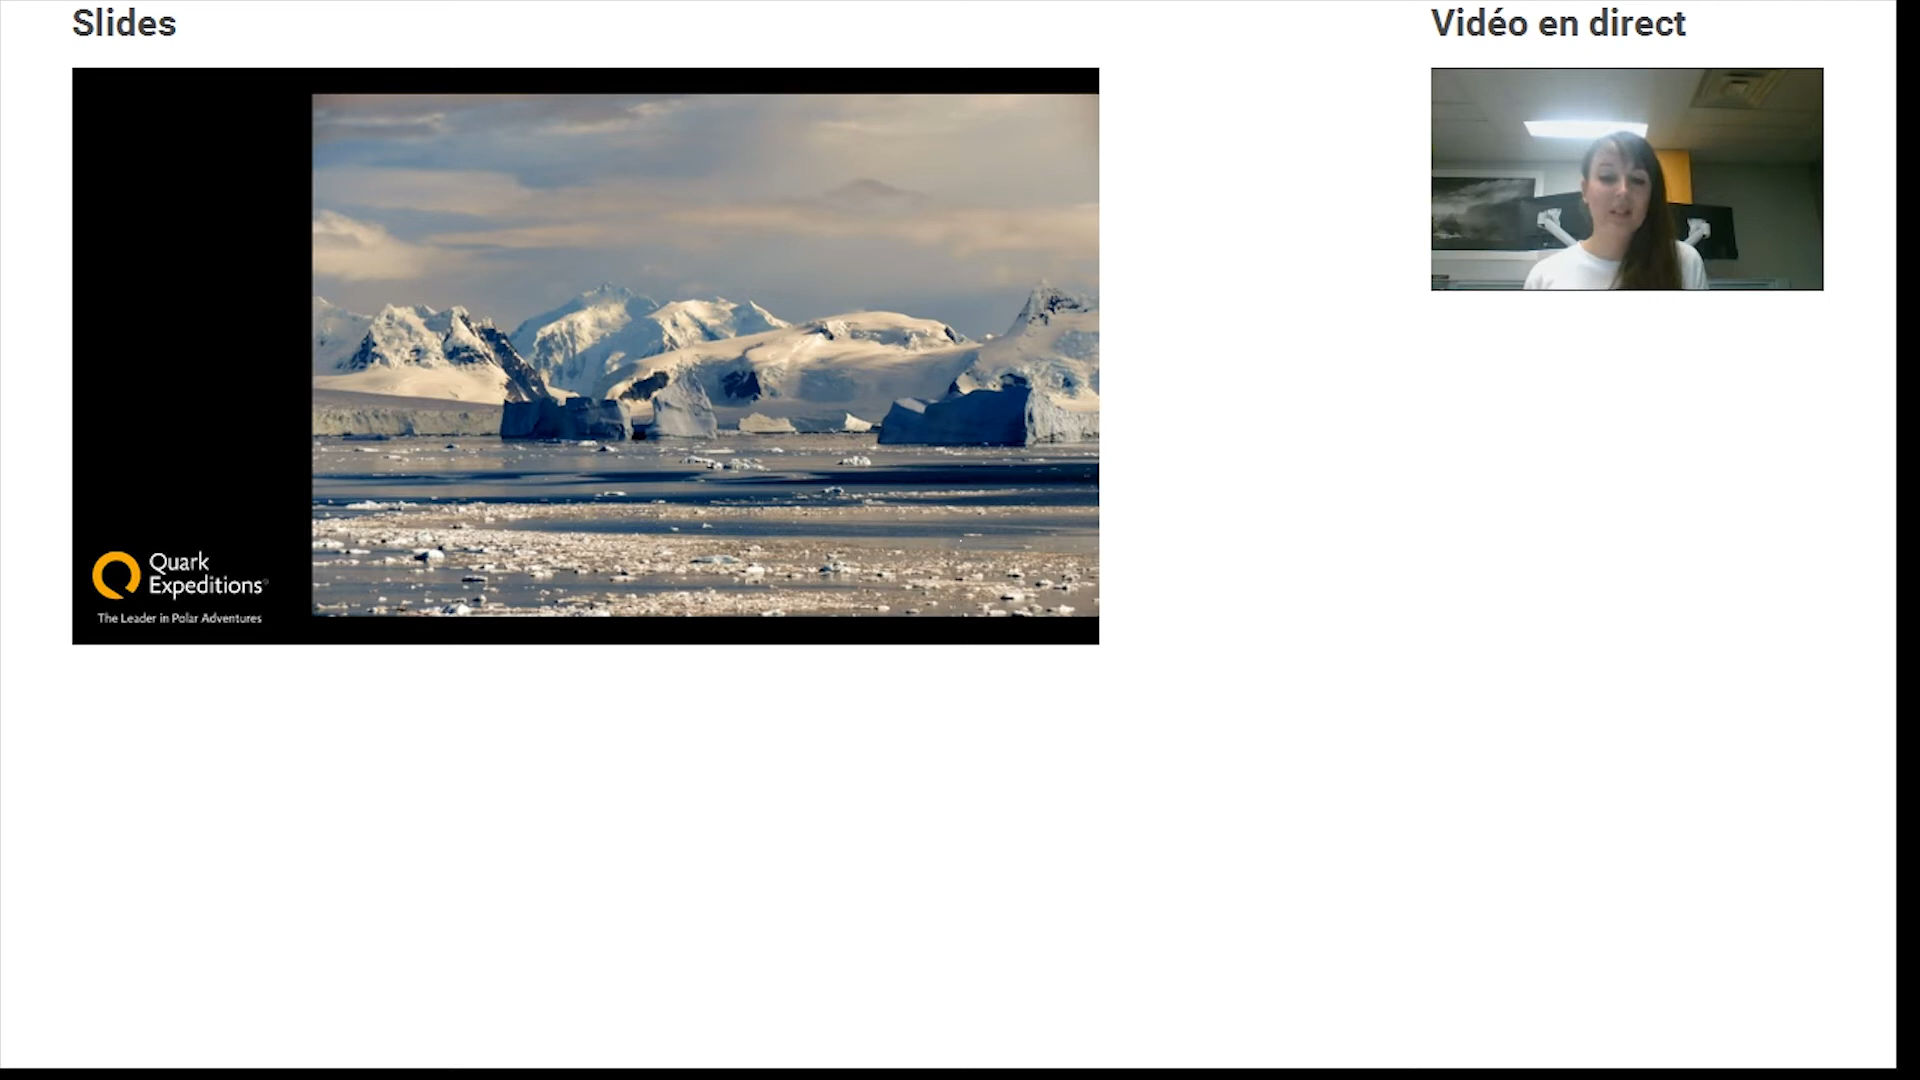 Slides
Vidéo en direct
Quark
Expeditions®
The Leader in Polar Adventures